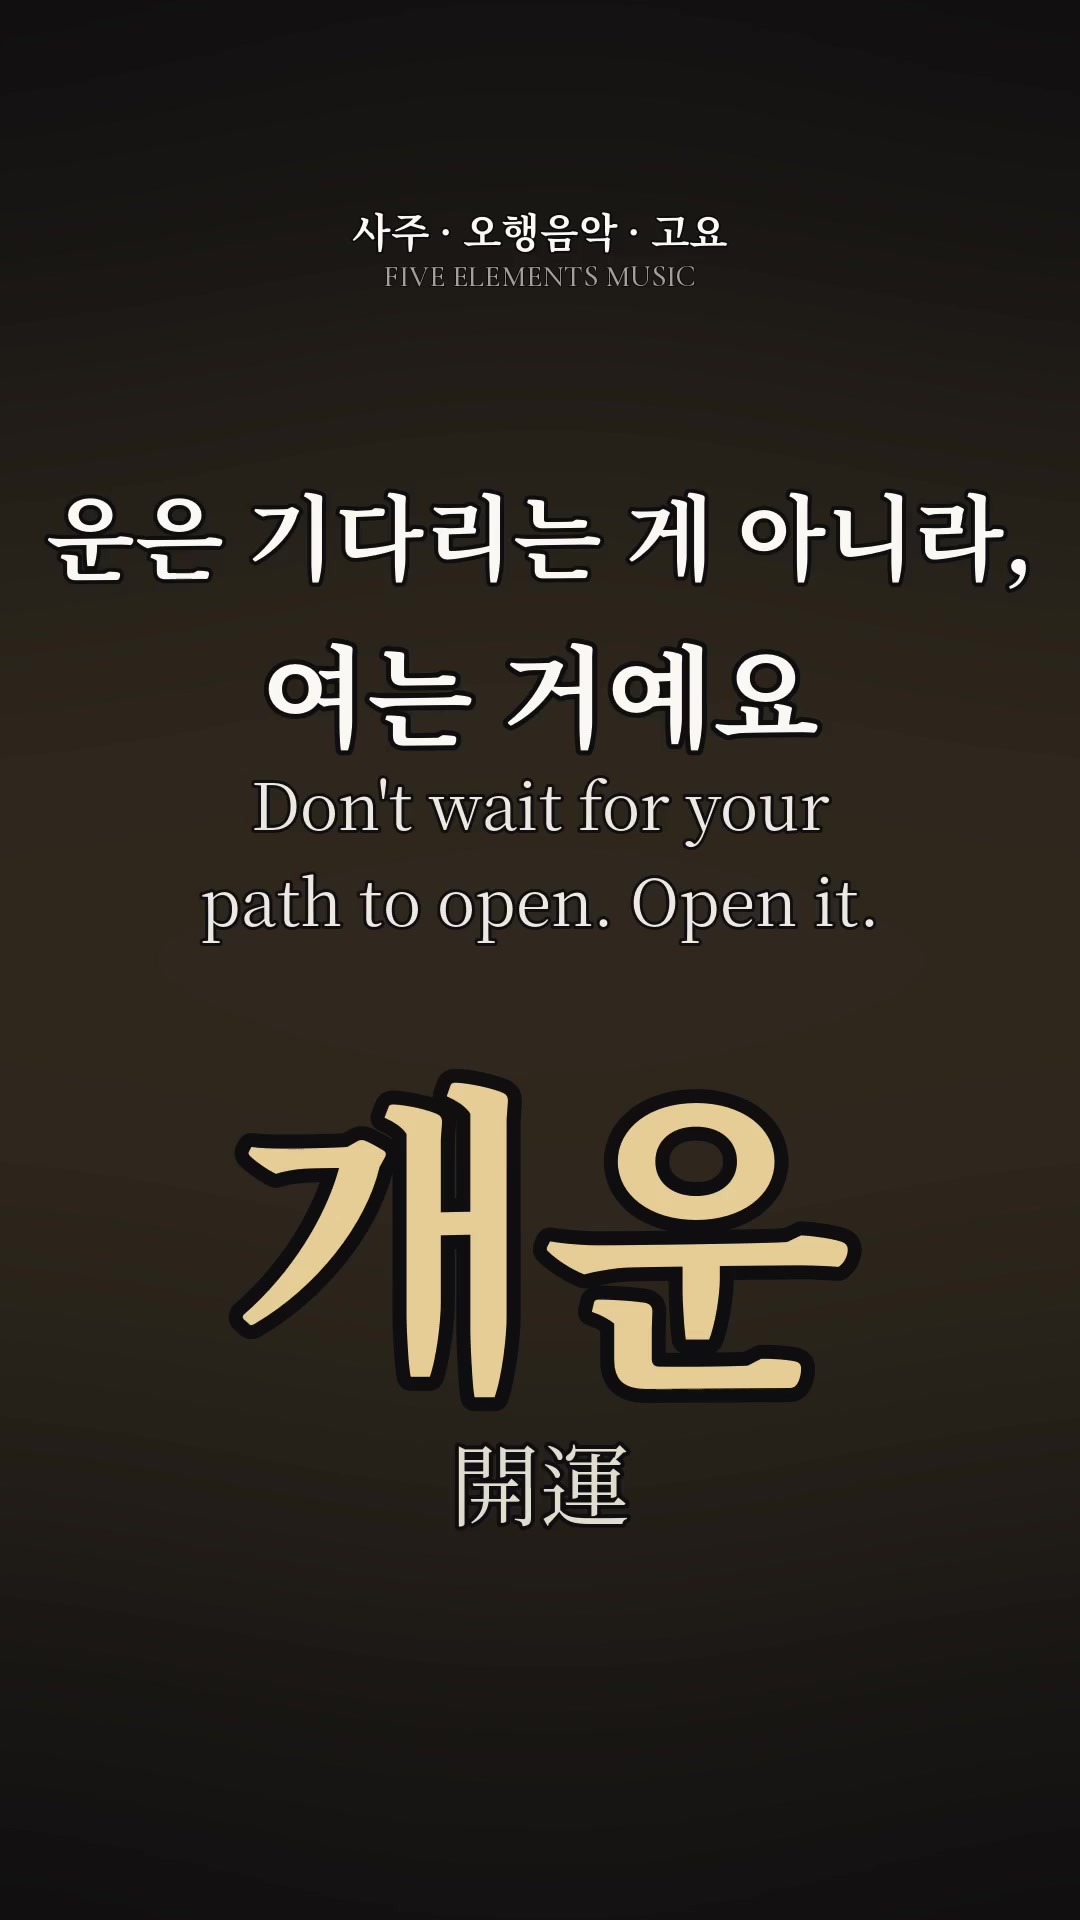 사주 · 오행음악 · 고요
FIVE ELEMENTS MUSIC
운은 기다리는 게 아니라,
여는 거예요
Don't wait for your
path to open. Open it.
개운
開運